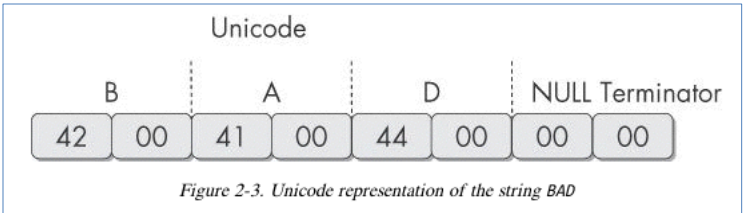 Unicode
B A D NULL Terminator
42 00 41 00 44 00 00 00
Figure 2-3. Unicode representation of the string BAD